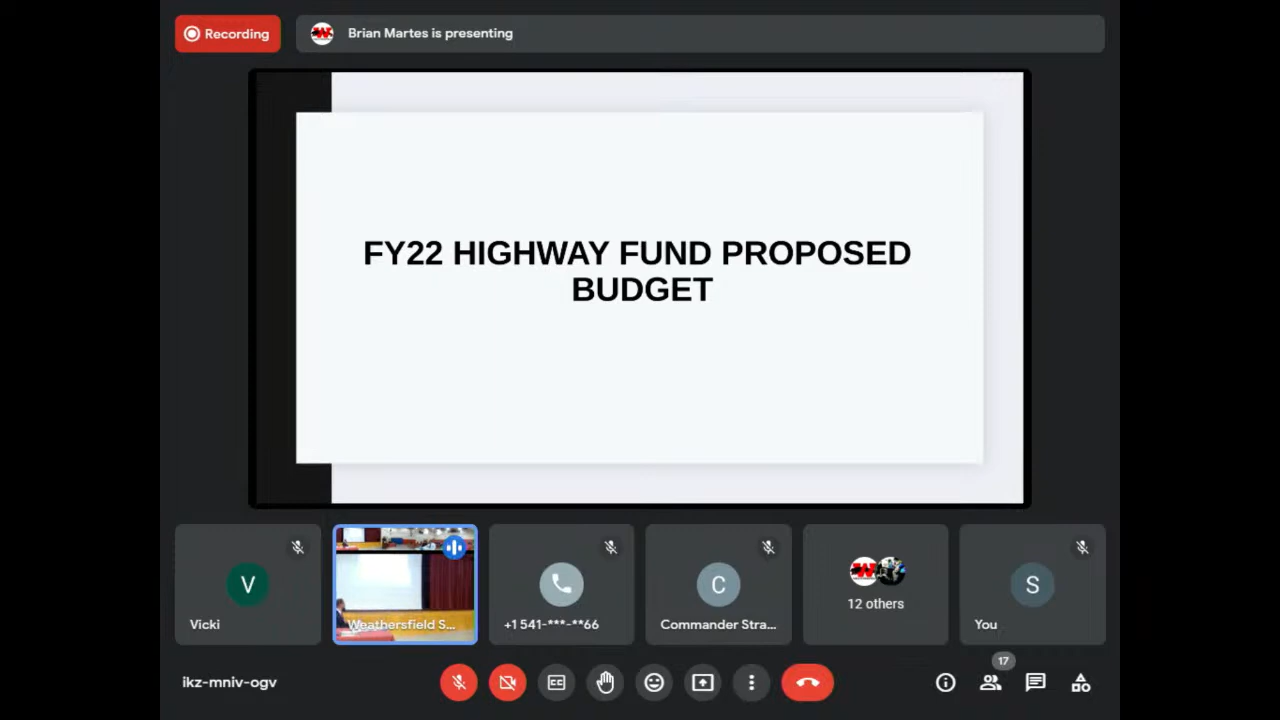 Recording
Brian Martes is presenting
FY22 HIGHWAY FUND PROPOSED
BUDGET
V
C
S
12 others
Vicki
Weathersfield S...
+1 541-***-**66
Commander Stra...
You
17
ikz-mniv-ogv
CC